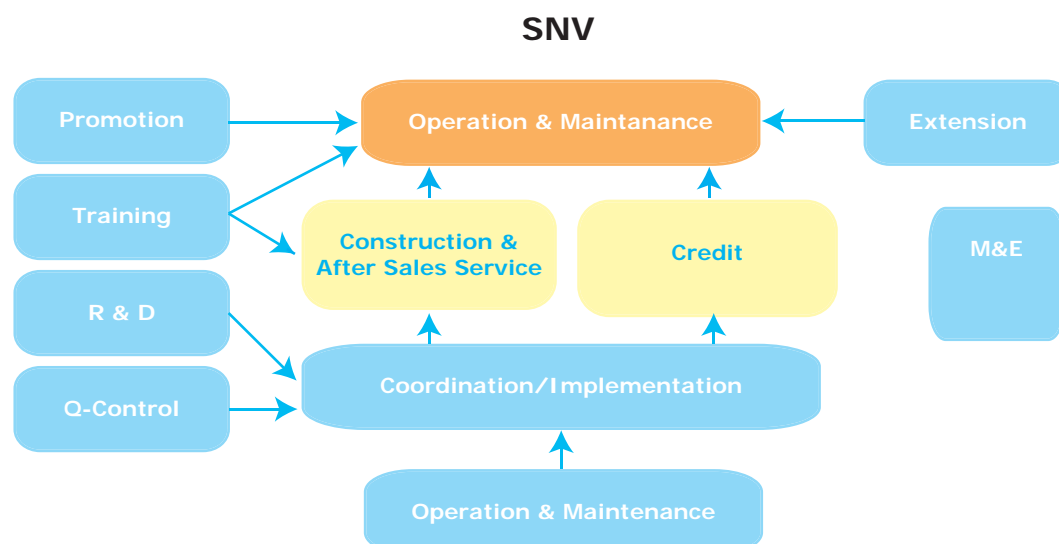 SNV
Promotion
Operation & Maintanance
Extension
Training
Construction &
After Sales Service
Credit
M&E
R & D
Coordination/Implementation
Q-Control
Operation & Maintenance